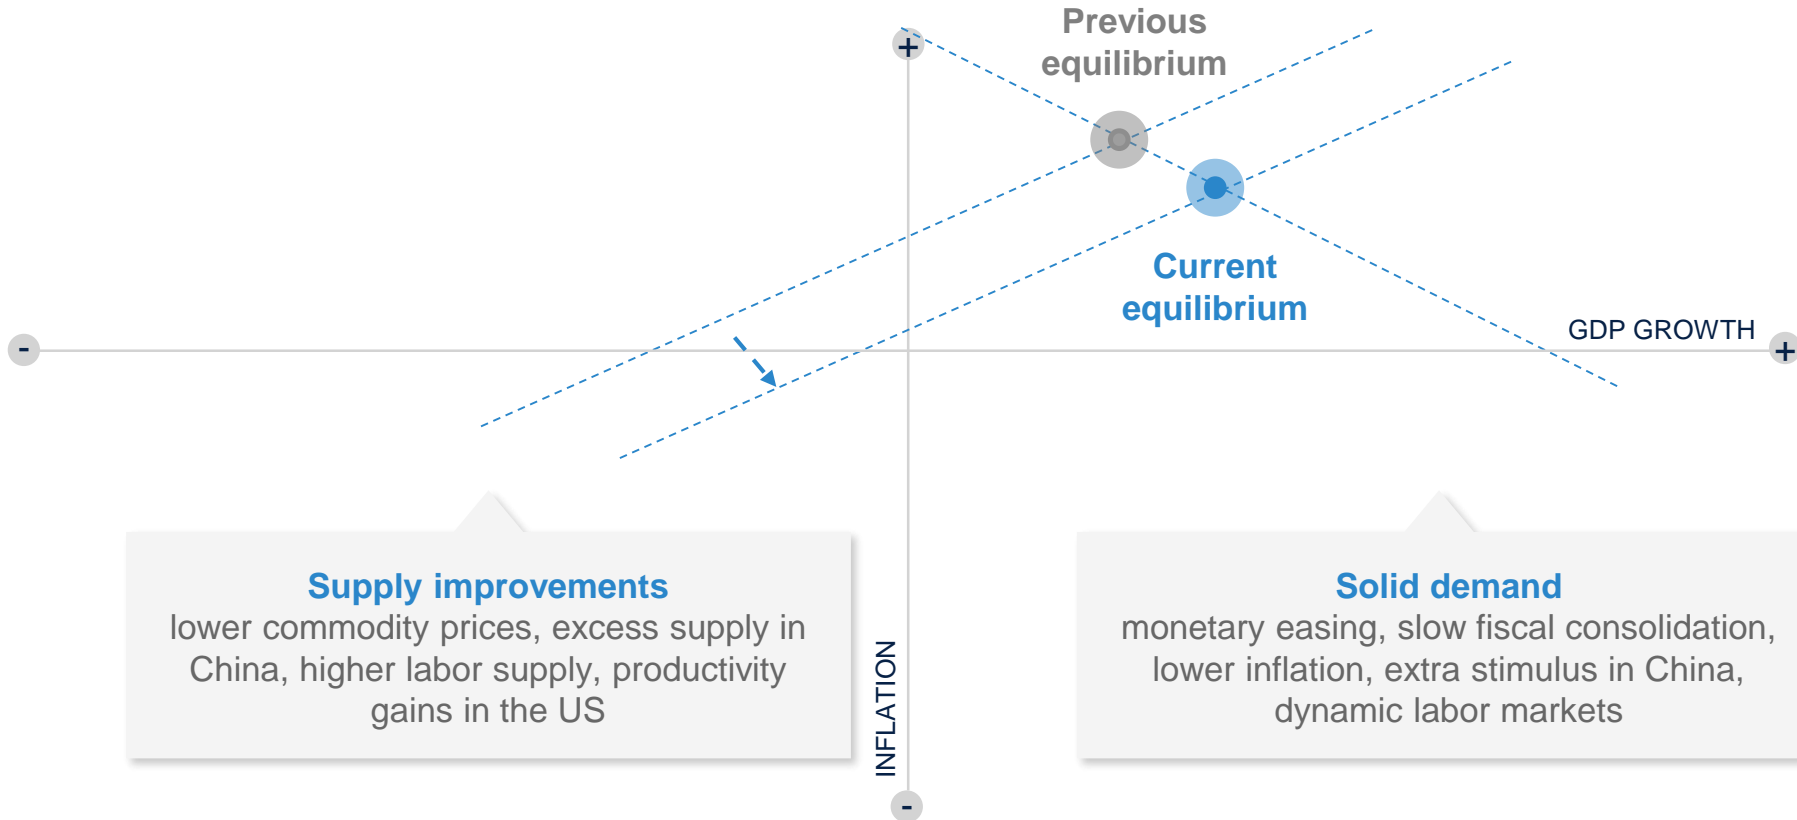 Previous
equilibrium
+
Current
equilibrium
GDP GROWTH
-
+
Supply improvements
lower commodity prices, excess supply in
China, higher labor supply, productivity
gains in the US
INFLATION
Solid demand
monetary easing, slow fiscal consolidation,
lower inflation, extra stimulus in China,
dynamic labor markets
-